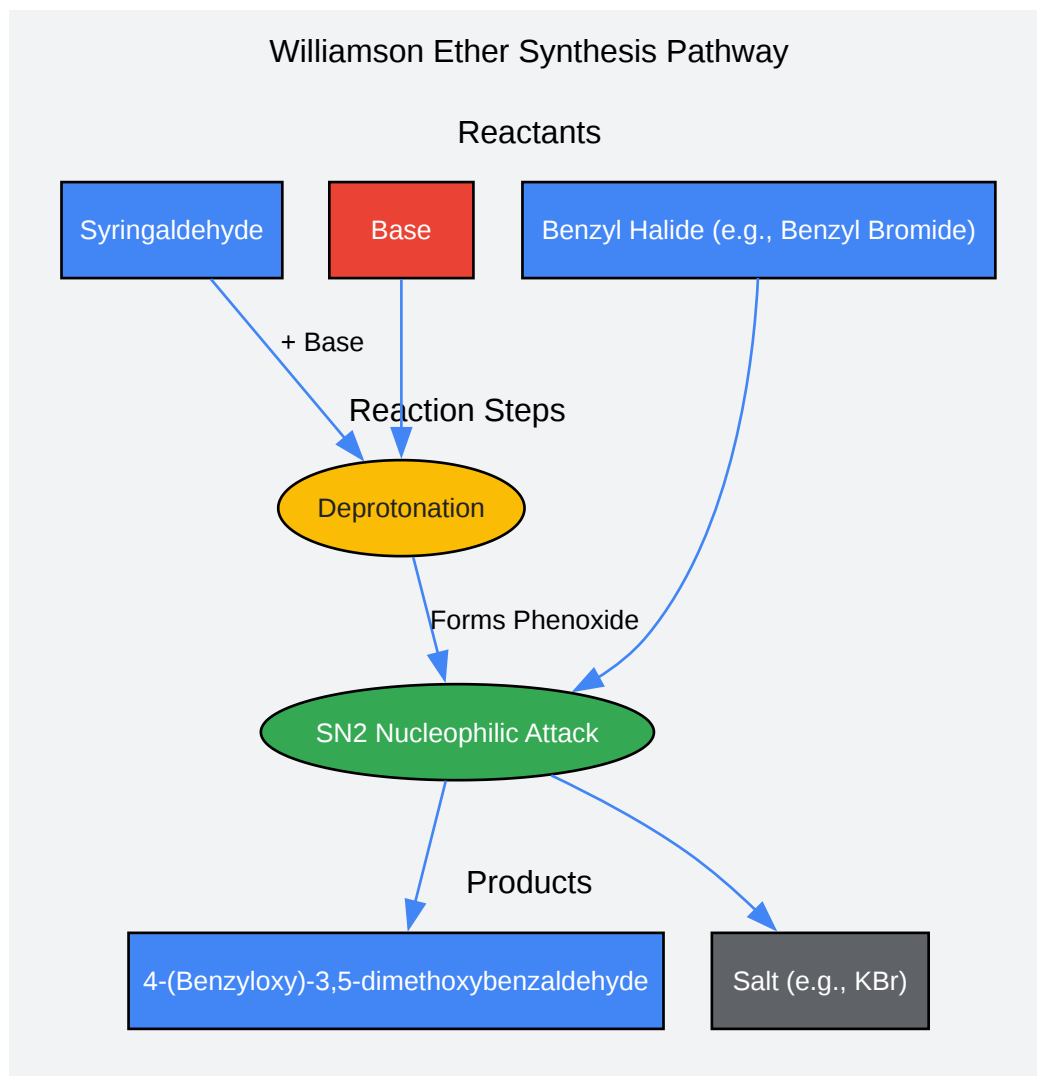 Williamson Ether Synthesis Pathway
Reactants
Syringaldehyde
Base
Benzyl Halide (e.g., Benzyl Bromide)
+ Base
Reaction Steps
Deprotonation
Forms Phenoxide
SN2 Nucleophilic Attack
Products
4-(Benzyloxy)-3,5-dimethoxybenzaldehyde
Salt (e.g., KBr)